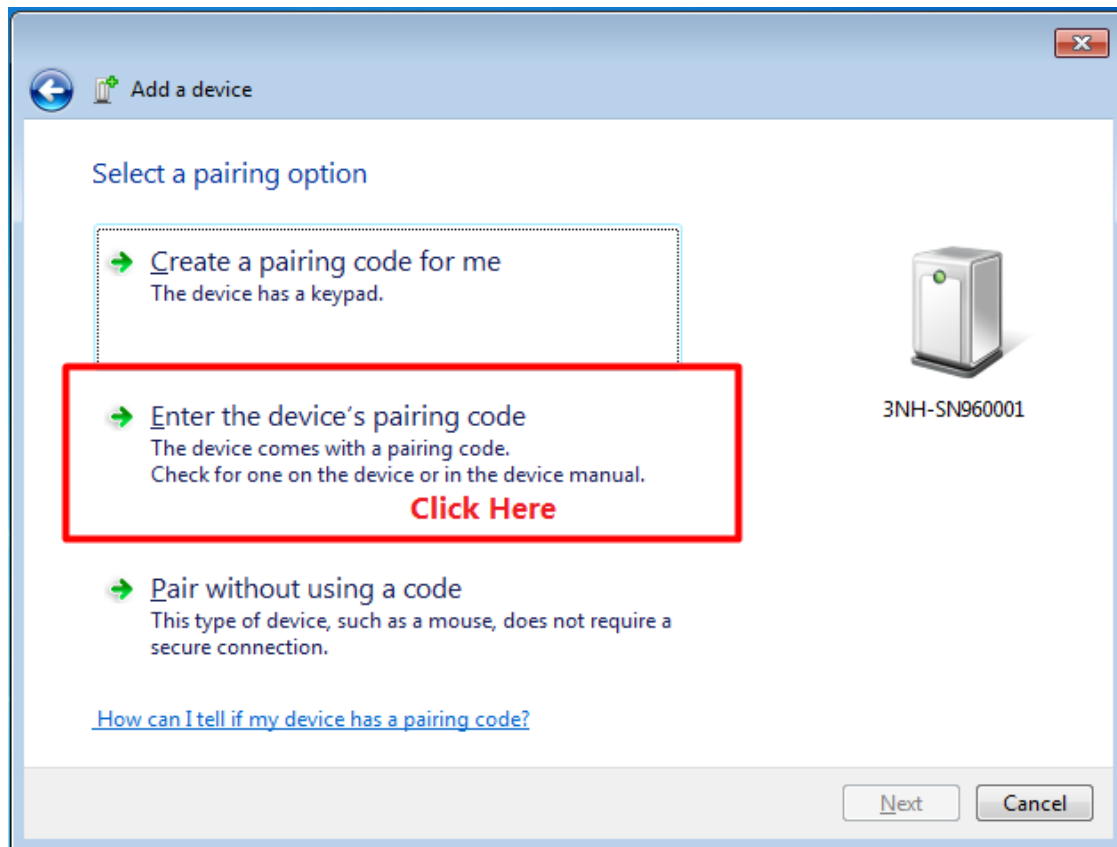 Add a device
Select a pairing option
Create a pairing code for me
The device has a keypad.
Enter the device's pairing code
The device comes with a pairing code.
Check for one on the device or in the device manual.
Click Here
3NH-SN960001
Pair without using a code
This type of device, such as a mouse, does not require a
secure connection.
How can I tell if my device has a pairing code?
Next
Cancel